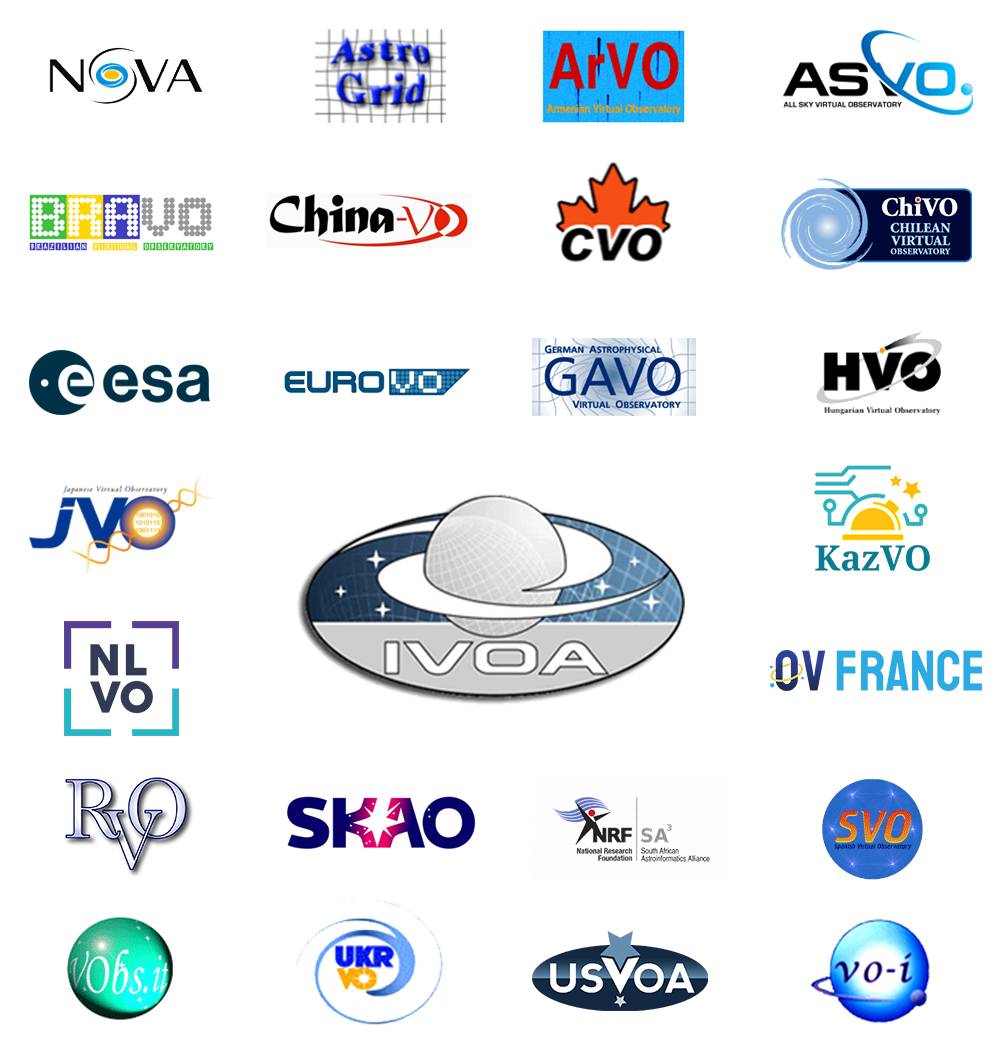 NOVA
Astro
Grid
ArVO
Armenian Virtual Observatory
ASVO.
ALL SKY VIRTUAL OBSERVATORY
BRAVO
BRAZILIAN VIRTUAL OBSERVATORY
China-VO
CVO
ChiVO
CHILEAN
VIRTUAL
OBSERVATORY
esa
EURO VO
GERMAN ASTROPHYSICAL
GAVO
VIRTUAL OBSERVATORY
HVO
Hungarian Virtual Observatory
Japanese Virtual Observatory
jVO
1001010
1010110
0001111
IVOA
KazVO
NL
VO
OV FRANCE
RVO
SKAO
NRF
National Research
Foundation
SA3
South African
Astroinformatics Alliance
SVO
Spanish Virtual Observatory
VObs.it
UKR
VO
USVOA
vo-i